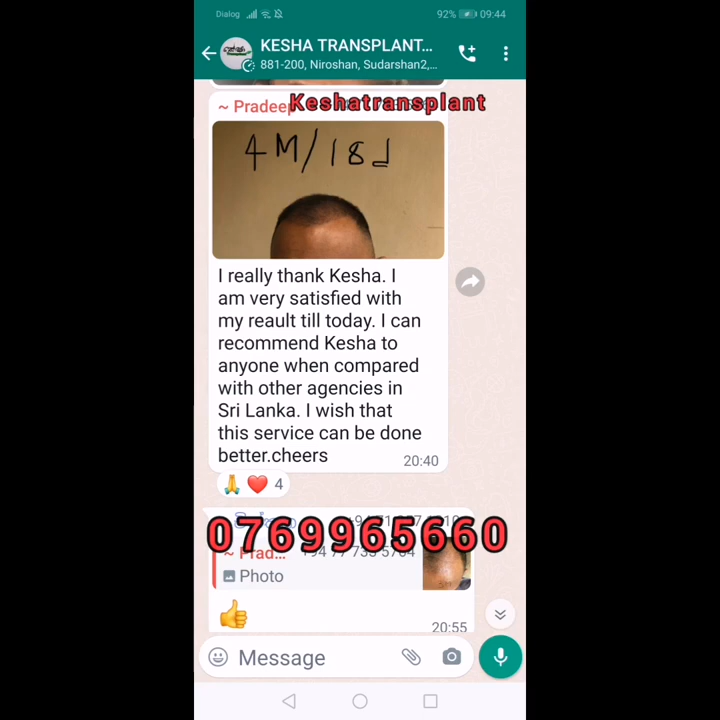 Dialog
92% 09:44
KESHA TRANSPLANT...
881-200, Niroshan, Sudarshan2,...
~ Pradeep
Keshatransplant
4M/18d
I really thank Kesha. I
am very satisfied with
my reault till today. I can
recommend Kesha to
anyone when compared
with other agencies in
Sri Lanka. I wish that
this service can be done
better.cheers
20:40
4
0769965660
~ Prad...
Photo
20:55
Message